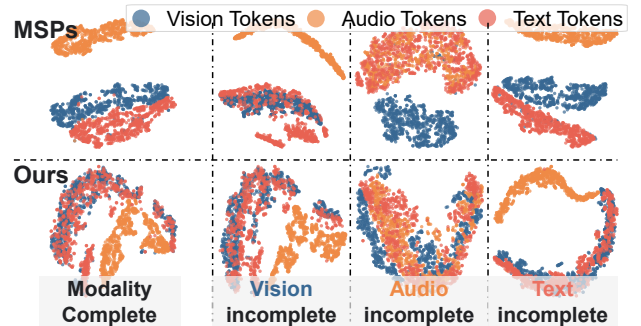 Vision Tokens Audio Tokens Text Tokens
MSPs
Ours
Modality Complete
Vision incomplete
Audio incomplete
Text incomplete